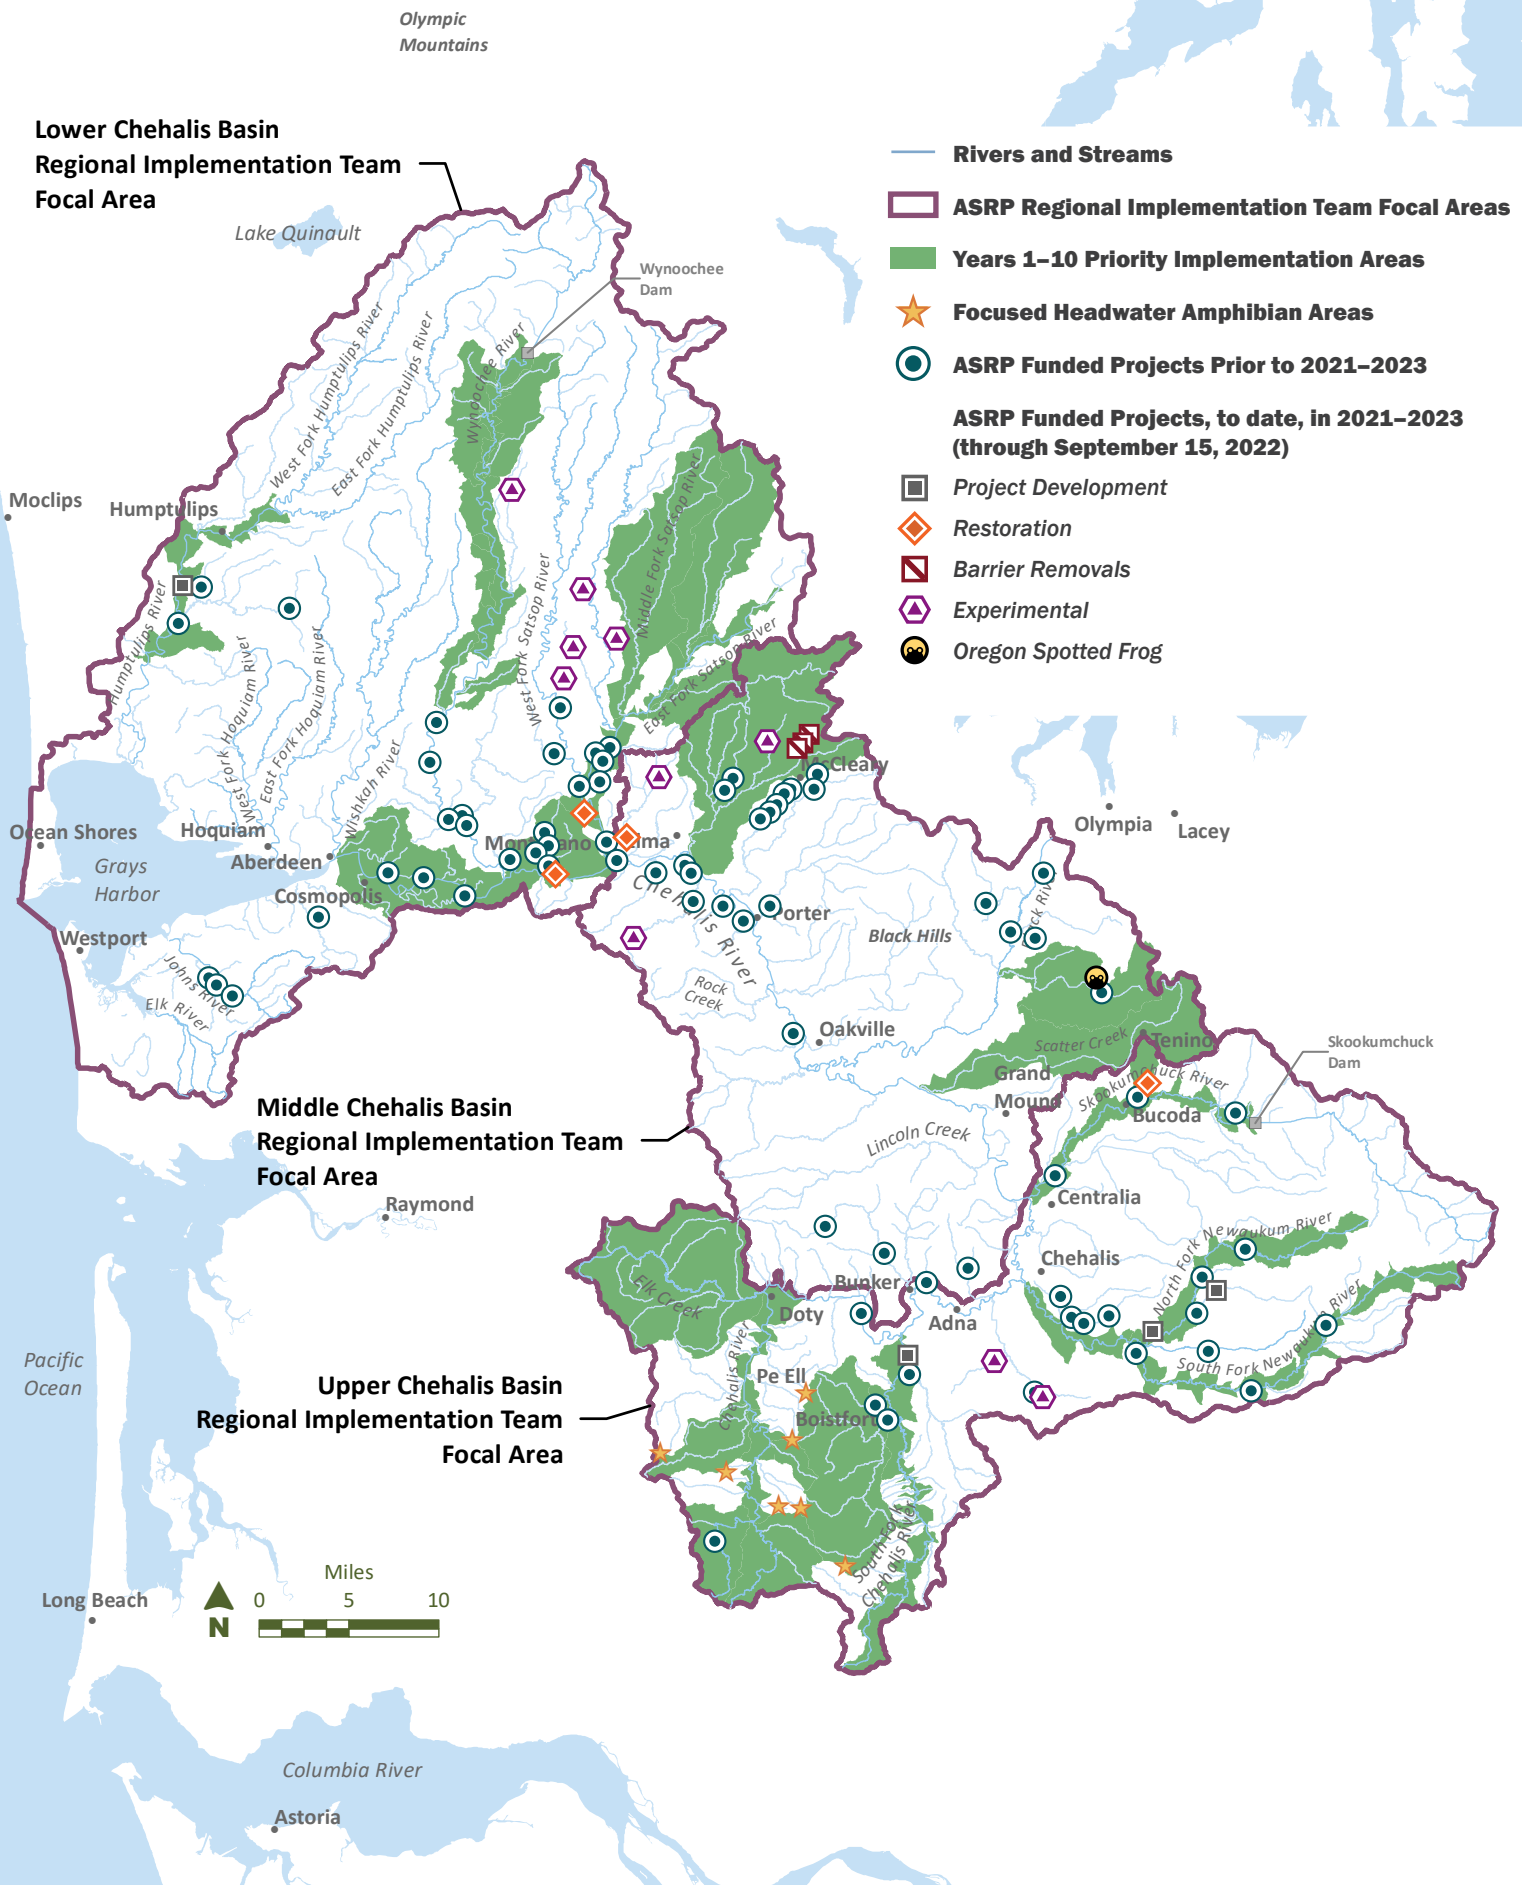 Olympic
Mountains
Lower Chehalis Basin
Regional Implementation Team
Focal Area
Lake Quinault
Wynoochee
Dam
Rivers and Streams
ASRP Regional Implementation Team Focal Areas
Years 1–10 Priority Implementation Areas
Focused Headwater Amphibian Areas
ASRP Funded Projects Prior to 2021–2023
ASRP Funded Projects, to date, in 2021–2023
(through September 15, 2022)
Project Development
Restoration
Barrier Removals
Experimental
Oregon Spotted Frog
West Fork Humptulips River
East Fork Humptulips River
Wynoochee River
Moclips
Humptulips
Humptulips River
West Fork Hoquiam River
East Fork Hoquiam River
Wishkah River
West Fork Satsop River
Middle Fork Satsop River
East Fork Satsop River
McCleary
Olympia
Lacey
Ocean Shores
Hoquiam
Aberdeen
Grays
Harbor
Cosmopolis
Montesano
Elma
Chehalis River
Porter
Black Hills
Black River
Westport
Johns River
Elk River
Rock
Creek
Oakville
Scatter Creek
Tenino
Skookumchuck
Dam
Grand
Mound
Skookumchuck River
Bucoda
Middle Chehalis Basin
Regional Implementation Team
Focal Area
Lincoln Creek
Raymond
Centralia
North Fork Newaukum River
Chehalis
Elk Creek
Bunker
Doty
Adna
South Fork Newaukum River
Pacific
Ocean
Chehalis River
Pe Ell
Boistfort
Upper Chehalis Basin
Regional Implementation Team
Focal Area
South Fork
Chehalis River
Miles
0 5 10
N
Long Beach
Columbia River
Astoria